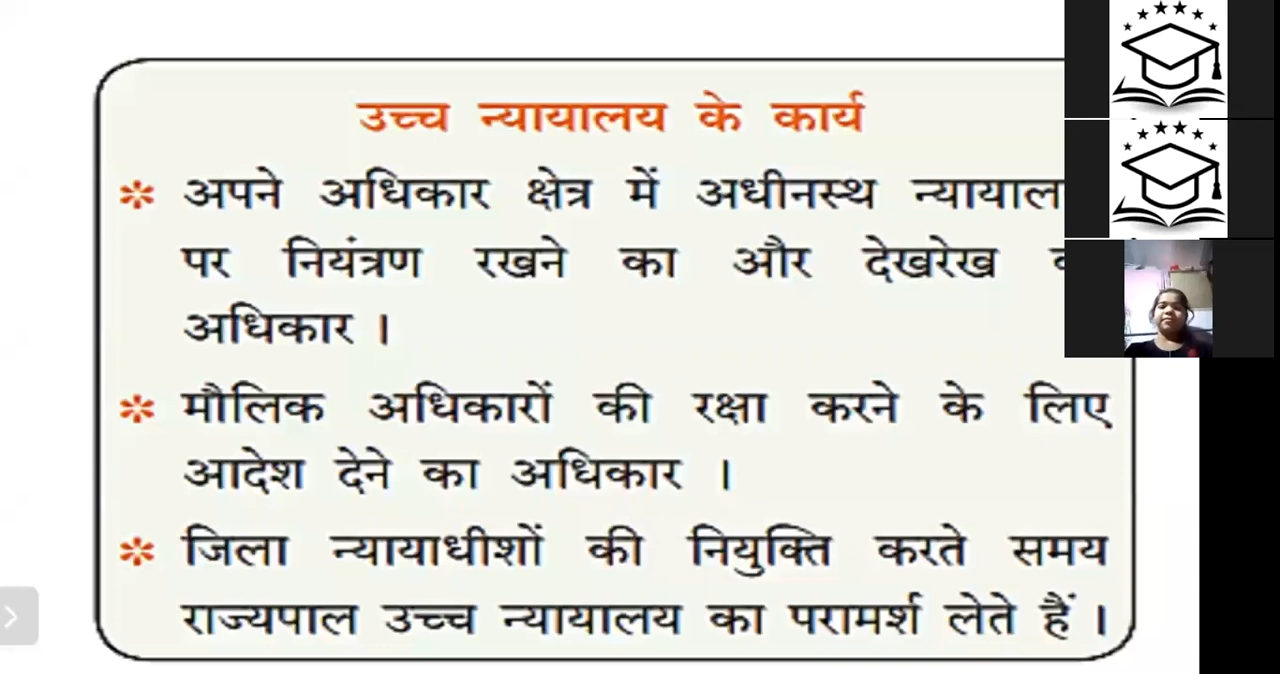 उच्च न्यायालय के कार्य
* अपने अधिकार क्षेत्र में अधीनस्थ
पर नियंत्रण रखने का और देखरेख
अधिकार ।
* मौलिक अधिकारों की रक्षा करने के लिए
आदेश देने का अधिकार ।
* जिला न्यायाधीशों की नियुक्ति करते समय
राज्यपाल उच्च न्यायालय का परामर्श लेते हैं ।